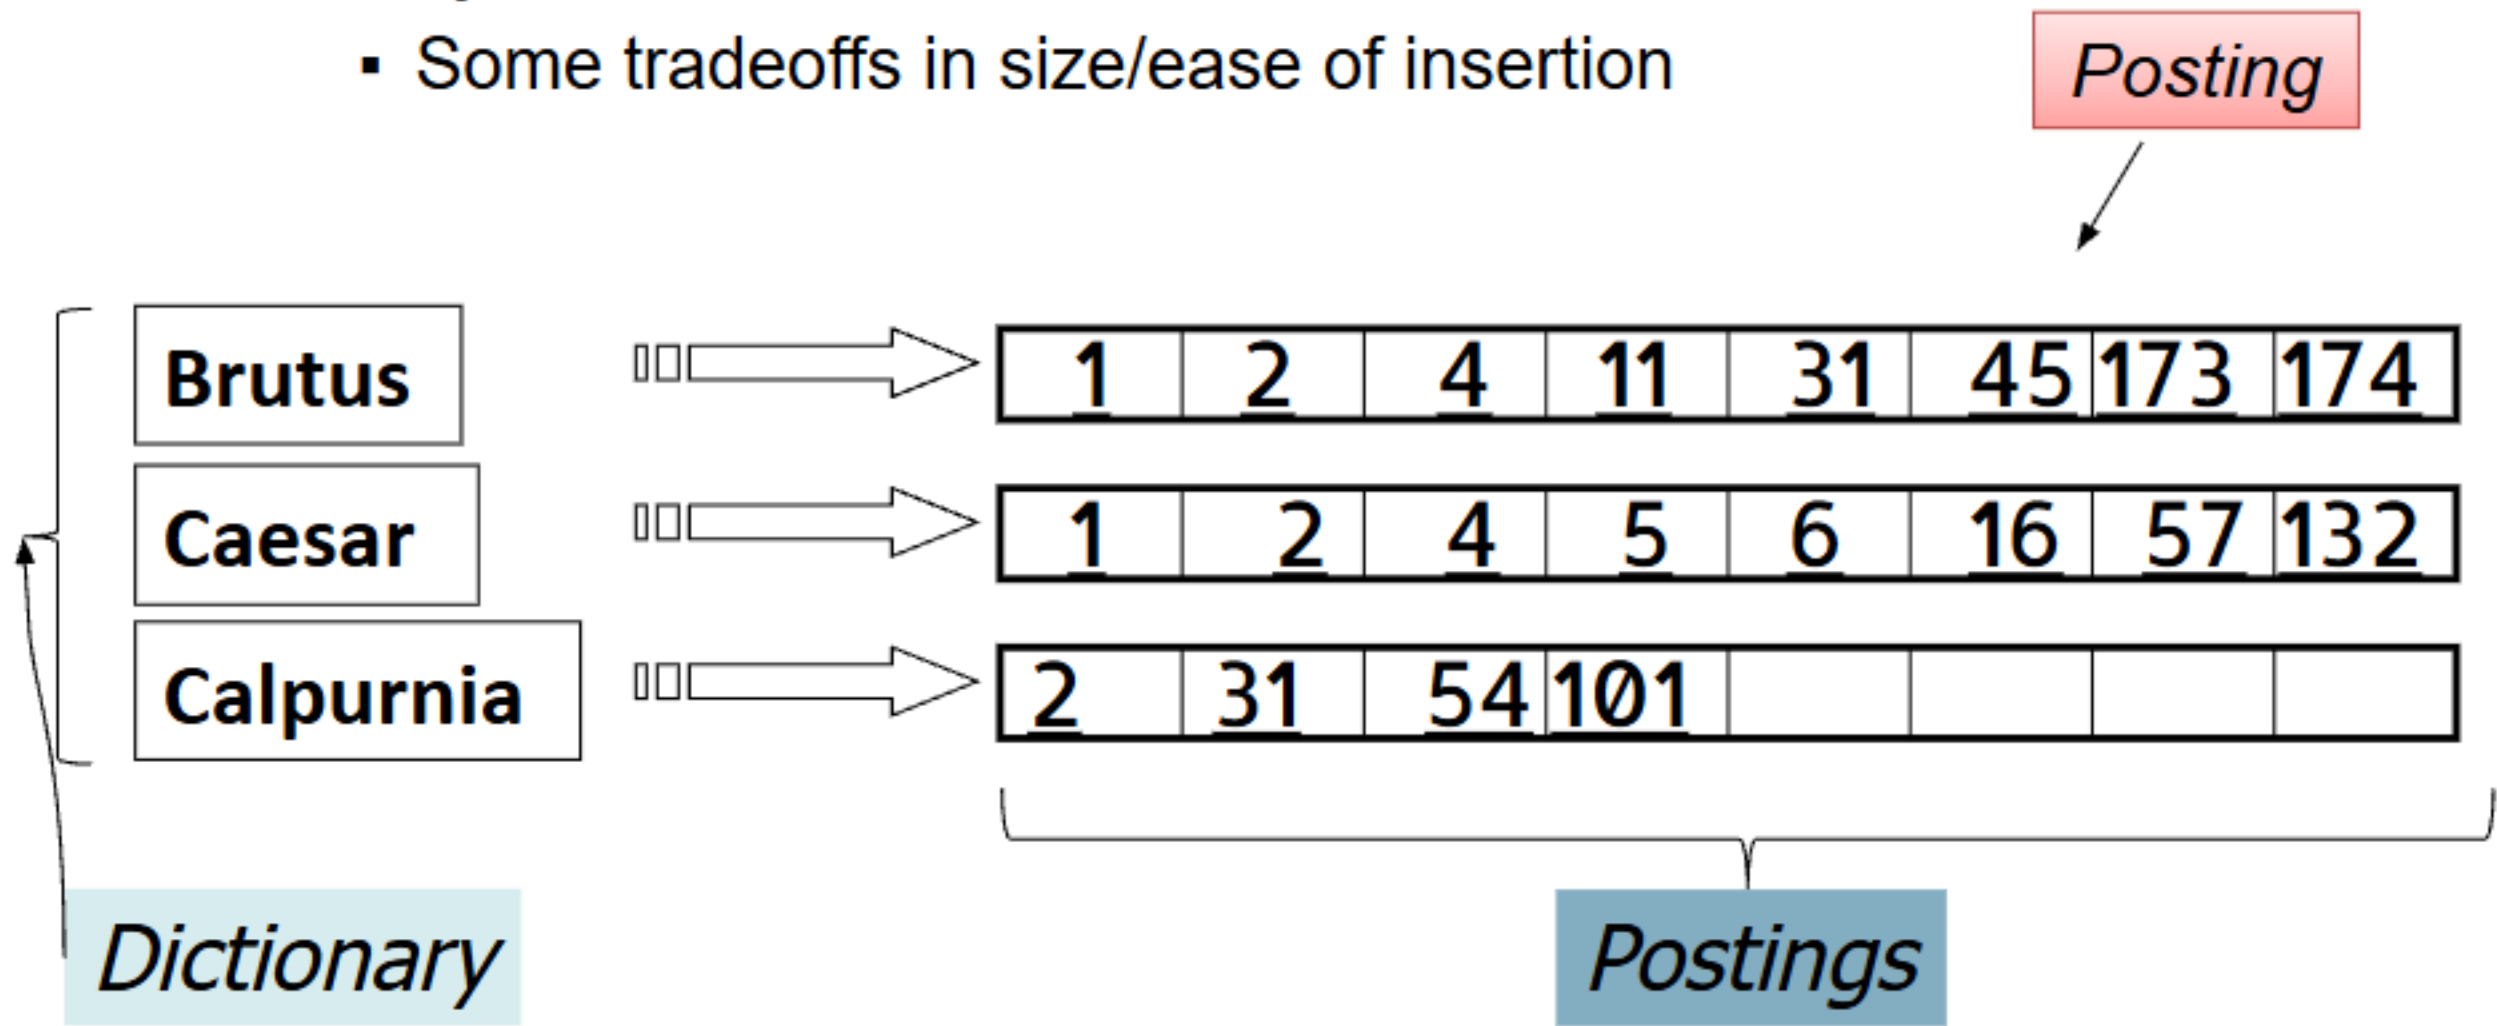 ▪ Some tradeoffs in size/ease of insertion
Posting
Brutus 1 2 4 11 31 45 173 174
Caesar 1 2 4 5 6 16 57 132
Calpurnia 2 31 54 101
Dictionary
Postings